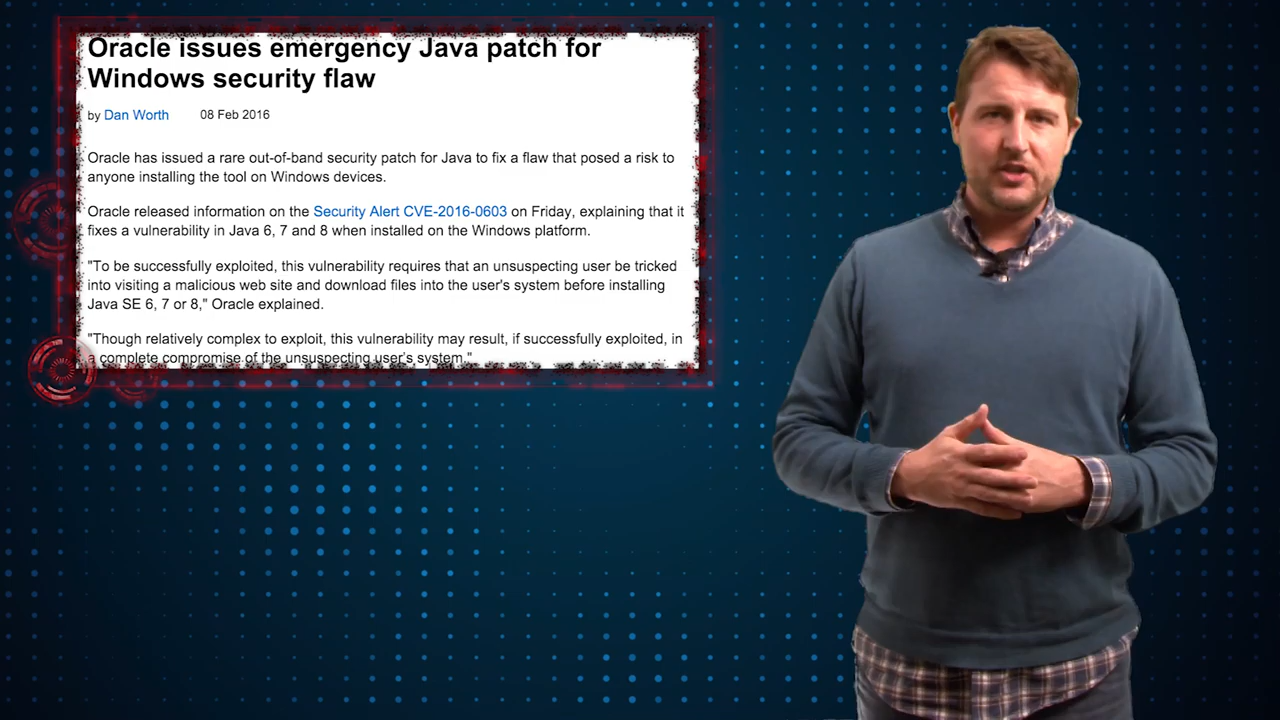 Oracle issues emergency Java patch for
Windows security flaw
by Dan Worth 08 Feb 2016
Oracle has issued a rare out-of-band security patch for Java to fix a flaw that posed a risk to
anyone installing the tool on Windows devices.
Oracle released information on the Security Alert CVE-2016-0603 on Friday, explaining that it
fixes a vulnerability in Java 6, 7 and 8 when installed on the Windows platform.
"To be successfully exploited, this vulnerability requires that an unsuspecting user be tricked
into visiting a malicious web site and download files into the user's system before installing
Java SE 6, 7 or 8," Oracle explained.
"Though relatively complex to exploit, this vulnerability may result, if successfully exploited, in
a complete compromise of the unsuspecting user's system."